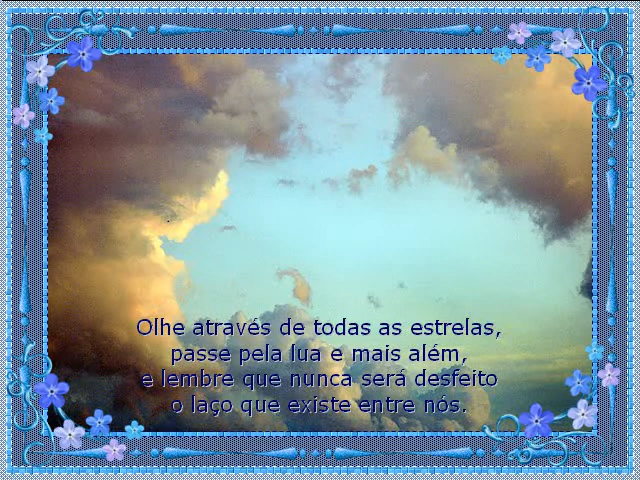 Olhe através de todas as estrelas,
passe pela lua e mais além,
e lembre que nunca será desfeito
o laço que existe entre nós.